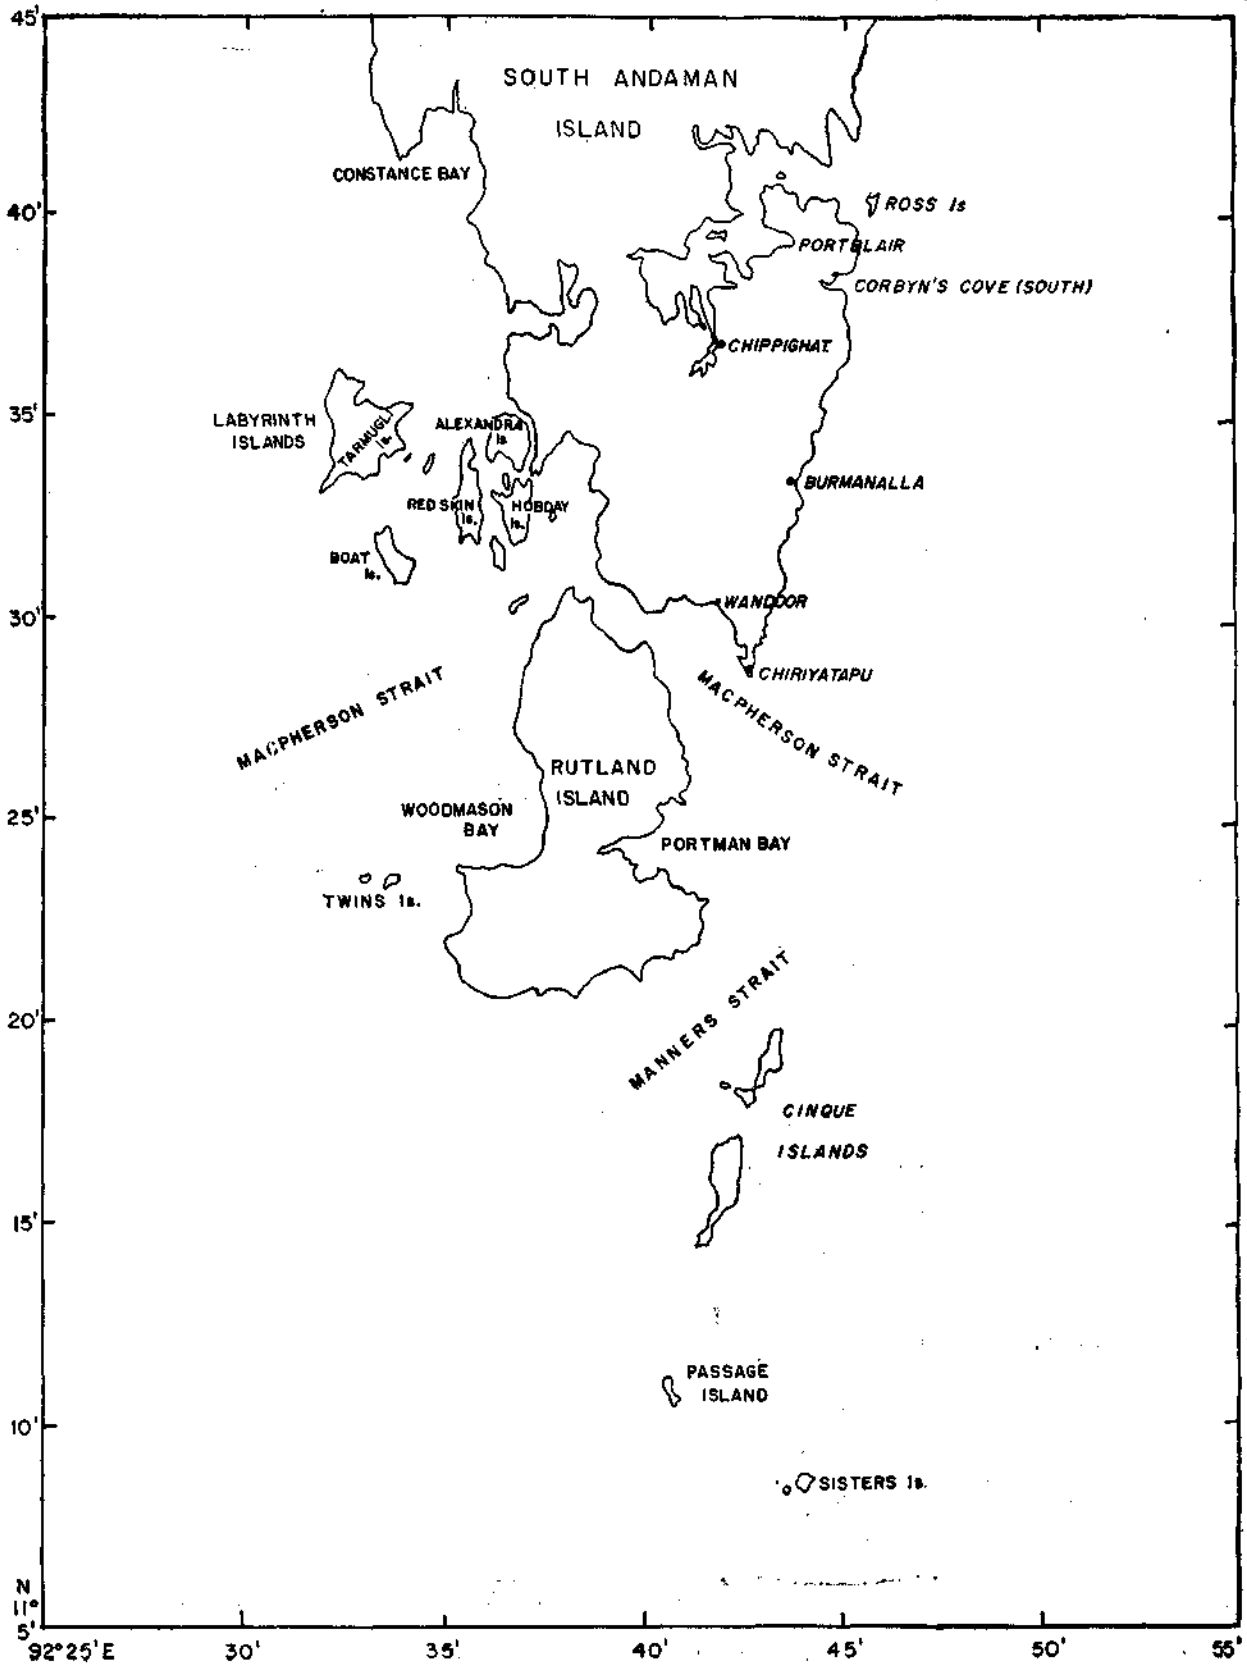 45'
SOUTH ANDAMAN
ISLAND
CONSTANCE BAY
40'
ROSS Is
PORTBLAIR
CORBYN'S COVE (SOUTH)
CHIPPIGHAT
35'
LABYRINTH
ISLANDS
TARMUGLI
Is.
ALEXANDRA
Is
RED SKIN
Is.
HOBDAY
Is.
BURMANALLA
BOAT
Is.
30'
WANDOOR
CHIRIYATAPU
MACPHERSON STRAIT
MACPHERSON STRAIT
RUTLAND
ISLAND
25'
WOODMASON
BAY
PORTMAN BAY
TWINS Is.
20'
MANNERS STRAIT
CINQUE
ISLANDS
15'
PASSAGE
ISLAND
10'
SISTERS Is.
N
11°
5'
92°25'E 30' 35' 40' 45' 50' 55'